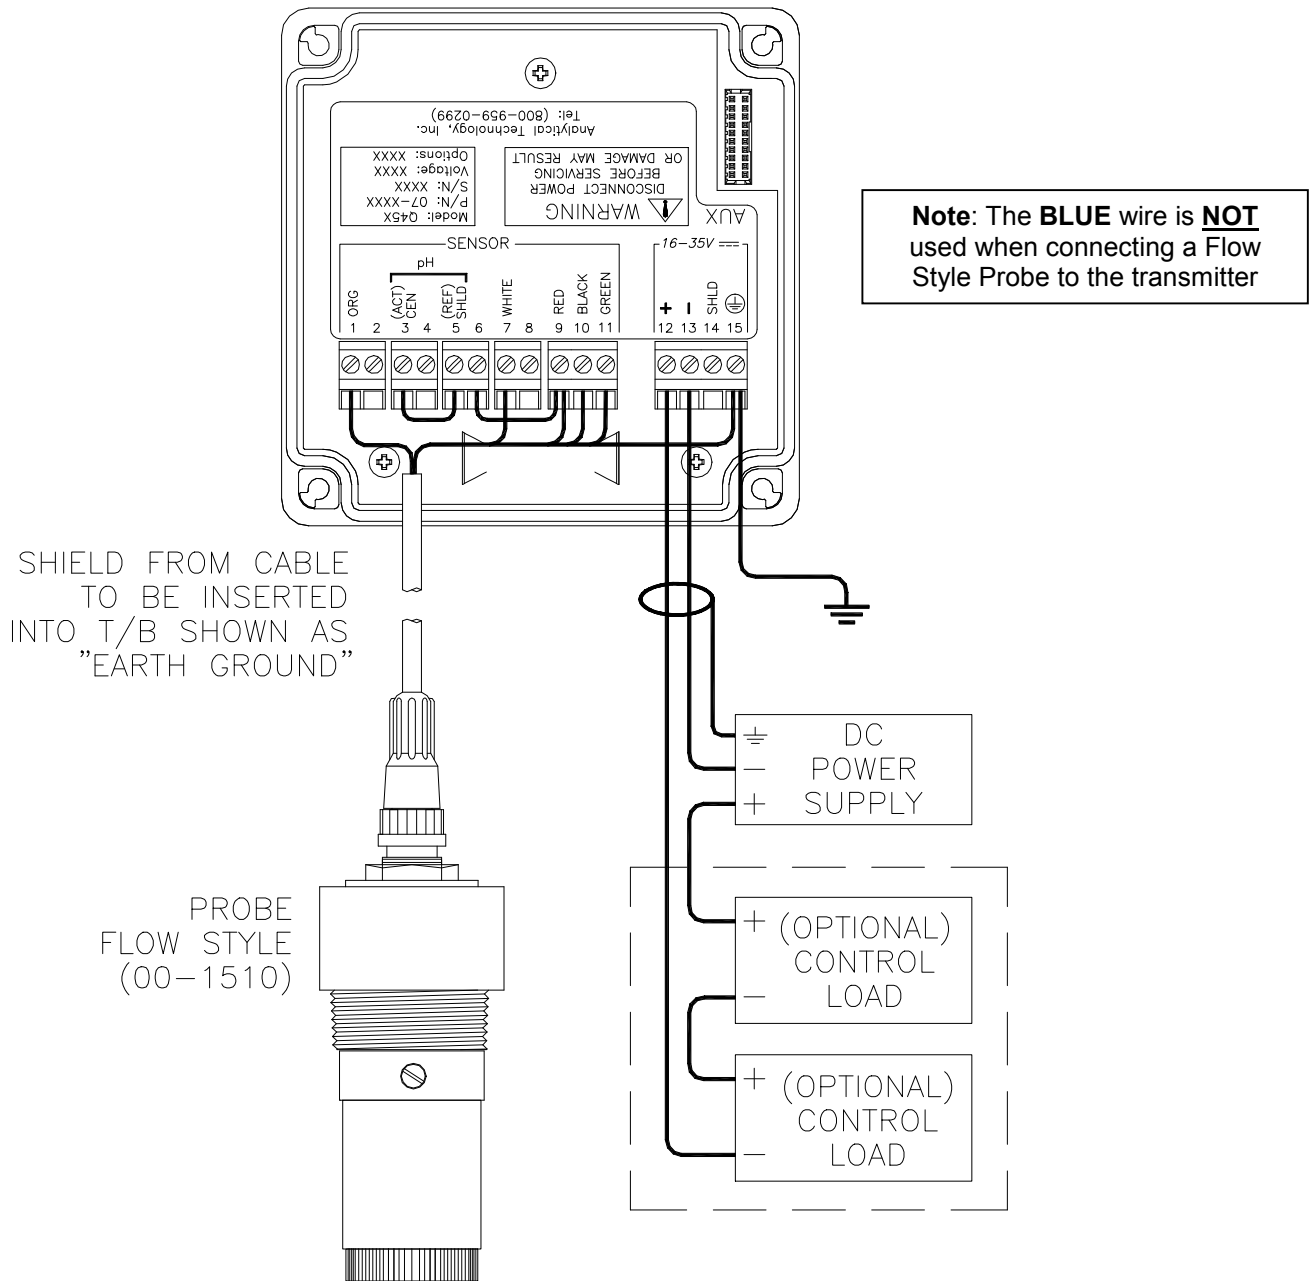 Analytical Technology, Inc.
Tel: (800-959-0299)
WARNING
DISCONNECT POWER
BEFORE SERVICING
OR DAMAGE MAY RESULT
Model: Q45X
P/N: 07-XXXX
S/N: XXXX
Voltage: XXXX
Options: XXXX
AUX
Note: The BLUE wire is NOT
used when connecting a Flow
Style Probe to the transmitter
SENSOR
16-35V
pH
ORG
(ACT)
CEN
(REF)
SHLD
WHITE
RED
BLACK
GREEN
+
-
SHLD
1 2 3 4 5 6 7 8 9 10 11 12 13 14 15
SHIELD FROM CABLE
TO BE INSERTED
INTO T/B SHOWN AS
"EARTH GROUND"
DC
- POWER
+ SUPPLY
PROBE
FLOW STYLE
(00-1510)
+ (OPTIONAL)
CONTROL
- LOAD
+ (OPTIONAL)
CONTROL
- LOAD